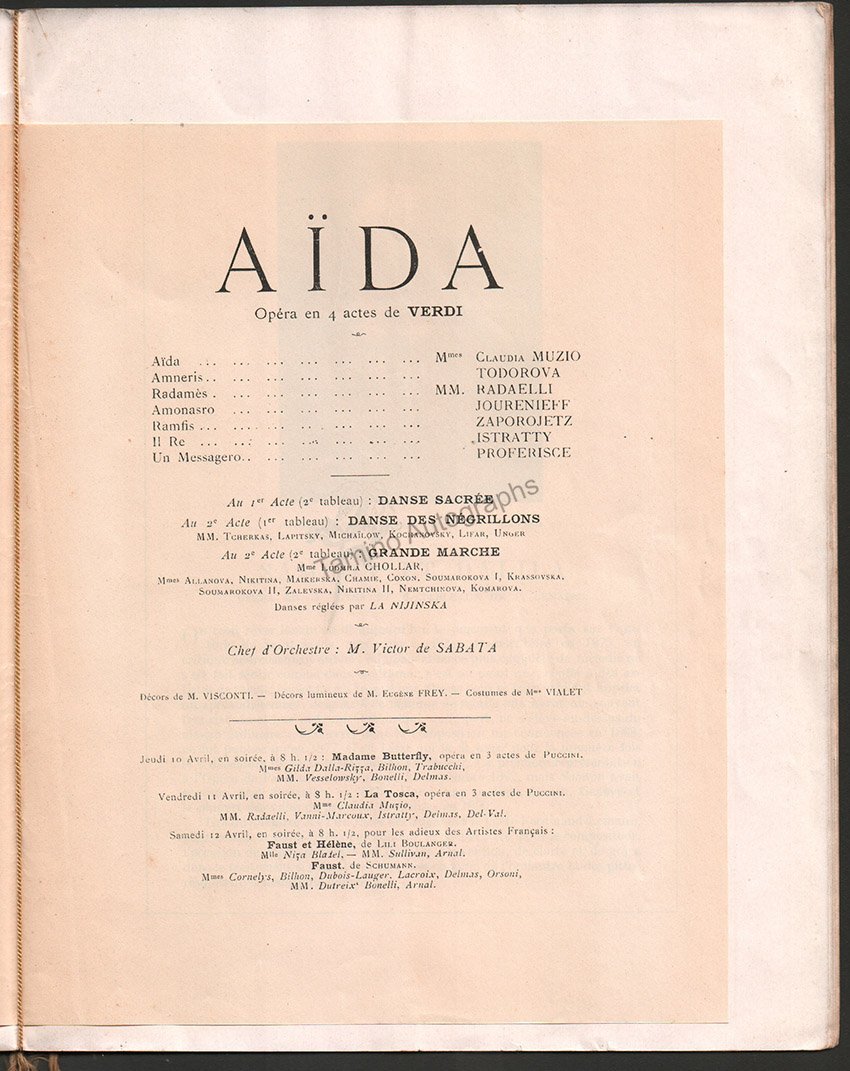 AÏDA
Opéra en 4 actes de VERDI
Aïda ... ... ... ... ... ... ... Mmes Claudia MUZIO
Amneris.. ... ... ... ... ... ... TODOROVA
Radamès . ... ... ... ... ... ... MM. RADAELLI
Amonasro ... ... ... ... ... ... JOURENIEFF
Ramfis ... ... ... ... ... ... ... ZAPOROJETZ
Il Re ... ... ... ... ... ... ... ISTRATTY
Un Messagero.. ... ... ... ... ... PROFERISCE
Au 1er Acte (2e tableau) : DANSE SACRÉE
Au 2e Acte (1er tableau) : DANSE DES NÉGRILLONS
MM. Tcherkas, Lapitsky, Michaïlow, Kochanovsky, Lifar, Unger
Au 2e Acte (2e tableau) : GRANDE MARCHE
Mme Ludmila CHOLLAR,
Mmes Allanova, Nikitina, Maikerska, Chamie, Coxon, Soumarokova I, Krassovska,
Soumarokova II, Zalevska, Nikitina II, Nemtchinova, Komarova.
Danses réglées par LA NIJINSKA
Chef d'Orchestre : M. Victor de SABATA
Décors de M. VISCONTI. — Décors lumineux de M. Eugène FREY. — Costumes de Mme VIALET
Jeudi 10 Avril, en soirée, à 8 h. 1/2 : Madame Butterfly, opéra en 3 actes de Puccini.
Mmes Gilda Dalla-Rizza, Bilhon, Trabucchi,
MM. Vesselowsky, Bonelli, Delmas.
Vendredi 11 Avril, en soirée, à 8 h. 1/2 : La Tosca, opéra en 3 actes de Puccini.
Mme Claudia Muzio,
MM. Radaelli, Vanni-Marcoux, Istratty, Delmas, Del-Val.
Samedi 12 Avril, en soirée, à 8 h. 1/2, pour les adieux des Artistes Français :
Faust et Hélène, de Lili Boulanger.
Mlle Niza Blatel. — MM. Sullivan, Arnal.
Faust, de Schumann.
Mmes Cornelys, Bilhon, Dubois-Lauger, Lacroix, Delmas, Orsoni,
MM. Dutreix, Bonelli, Arnal.
Tamino Autographs